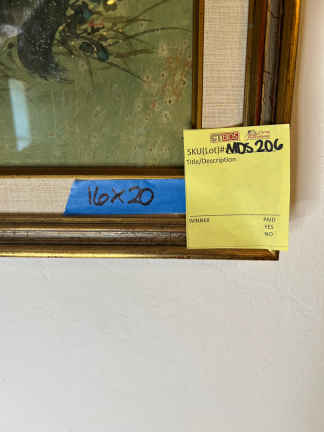 SKU(Lot)# MDS 206
Title/Description
16x20
WINNER PAID
YES
NO